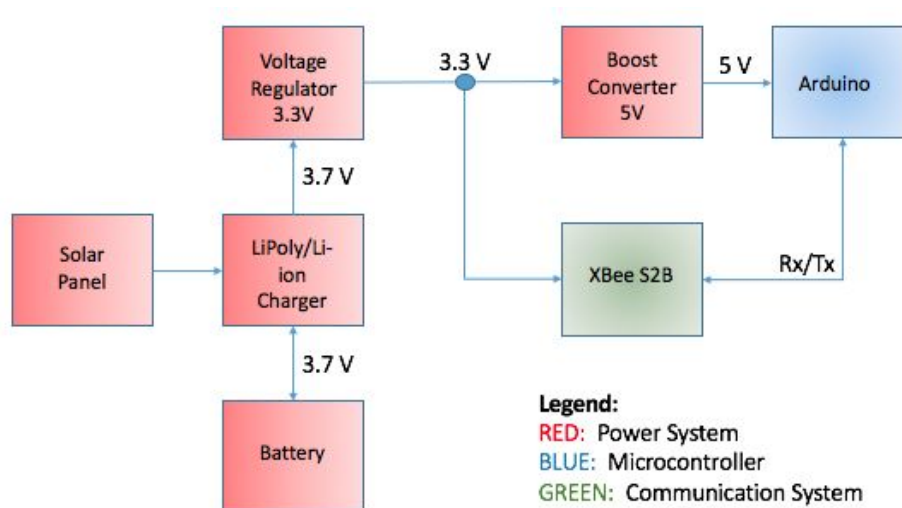 Voltage
Regulator
3.3V
3.3 V
Boost
Converter
5V
5 V
Arduino
3.7 V
Solar
Panel
LiPoly/Li-
ion
Charger
XBee S2B
Rx/Tx
3.7 V
Battery
Legend:
RED: Power System
BLUE: Microcontroller
GREEN: Communication System